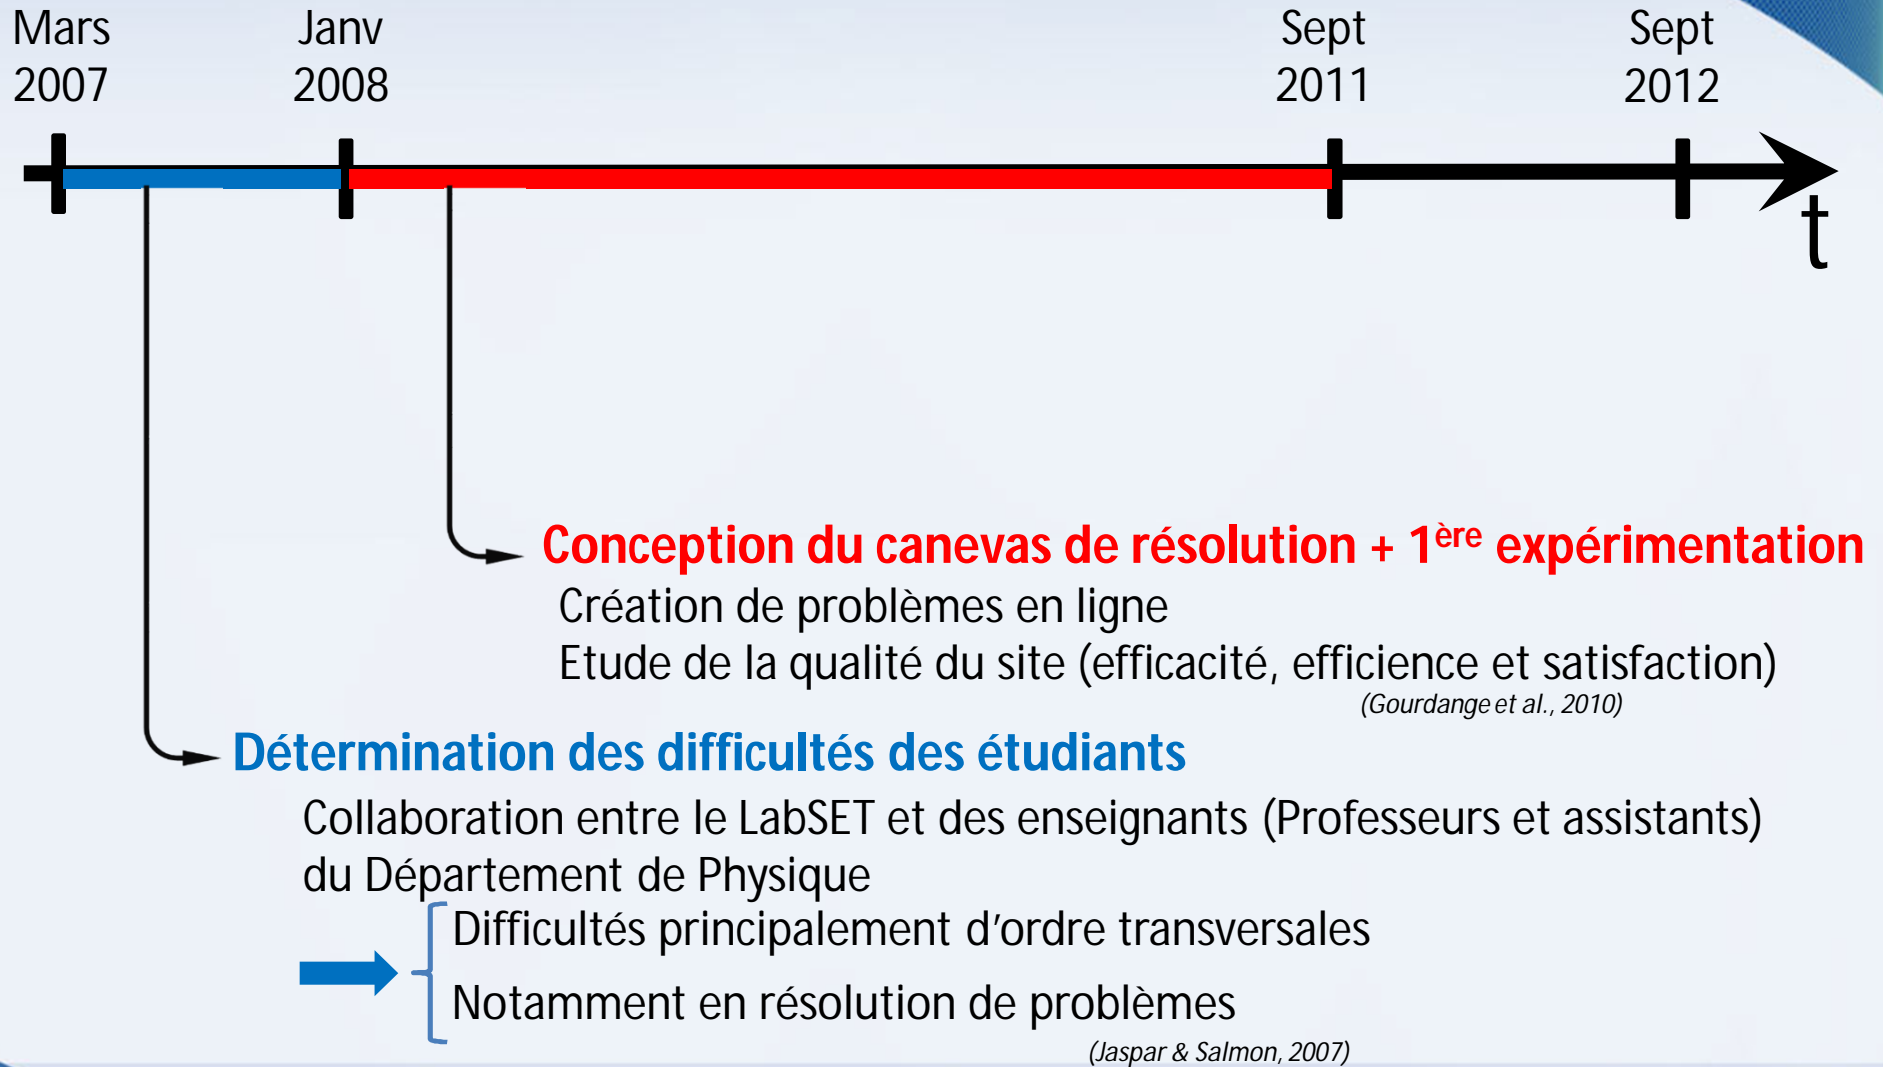 Mars
2007
Janv
2008
Sept
2011
Sept
2012
t
Conception du canevas de résolution + 1ère expérimentation
Création de problèmes en ligne
Etude de la qualité du site (efficacité, efficience et satisfaction)
(Gourdange et al., 2010)
Détermination des difficultés des étudiants
Collaboration entre le LabSET et des enseignants (Professeurs et assistants)
du Département de Physique
Difficultés principalement d'ordre transversales
Notamment en résolution de problèmes
(Jaspar & Salmon, 2007)